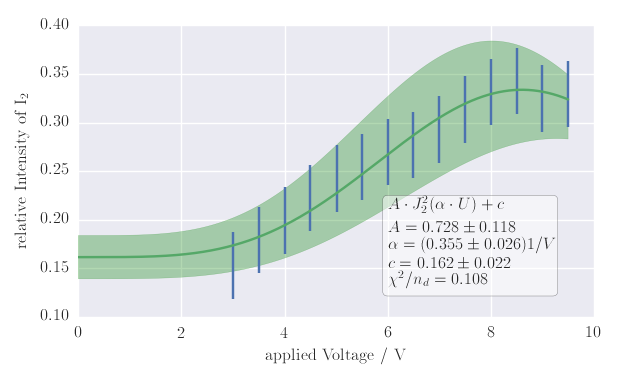 0.40
0.35
0.30
0.25
0.20
0.15
0.10
relative Intensity of I₂
A · J₂²(α · U) + c
A = 0.728 ± 0.118
α = (0.355 ± 0.026)1/V
c = 0.162 ± 0.022
χ²/n_d = 0.108
0 2 4 6 8 10
applied Voltage / V